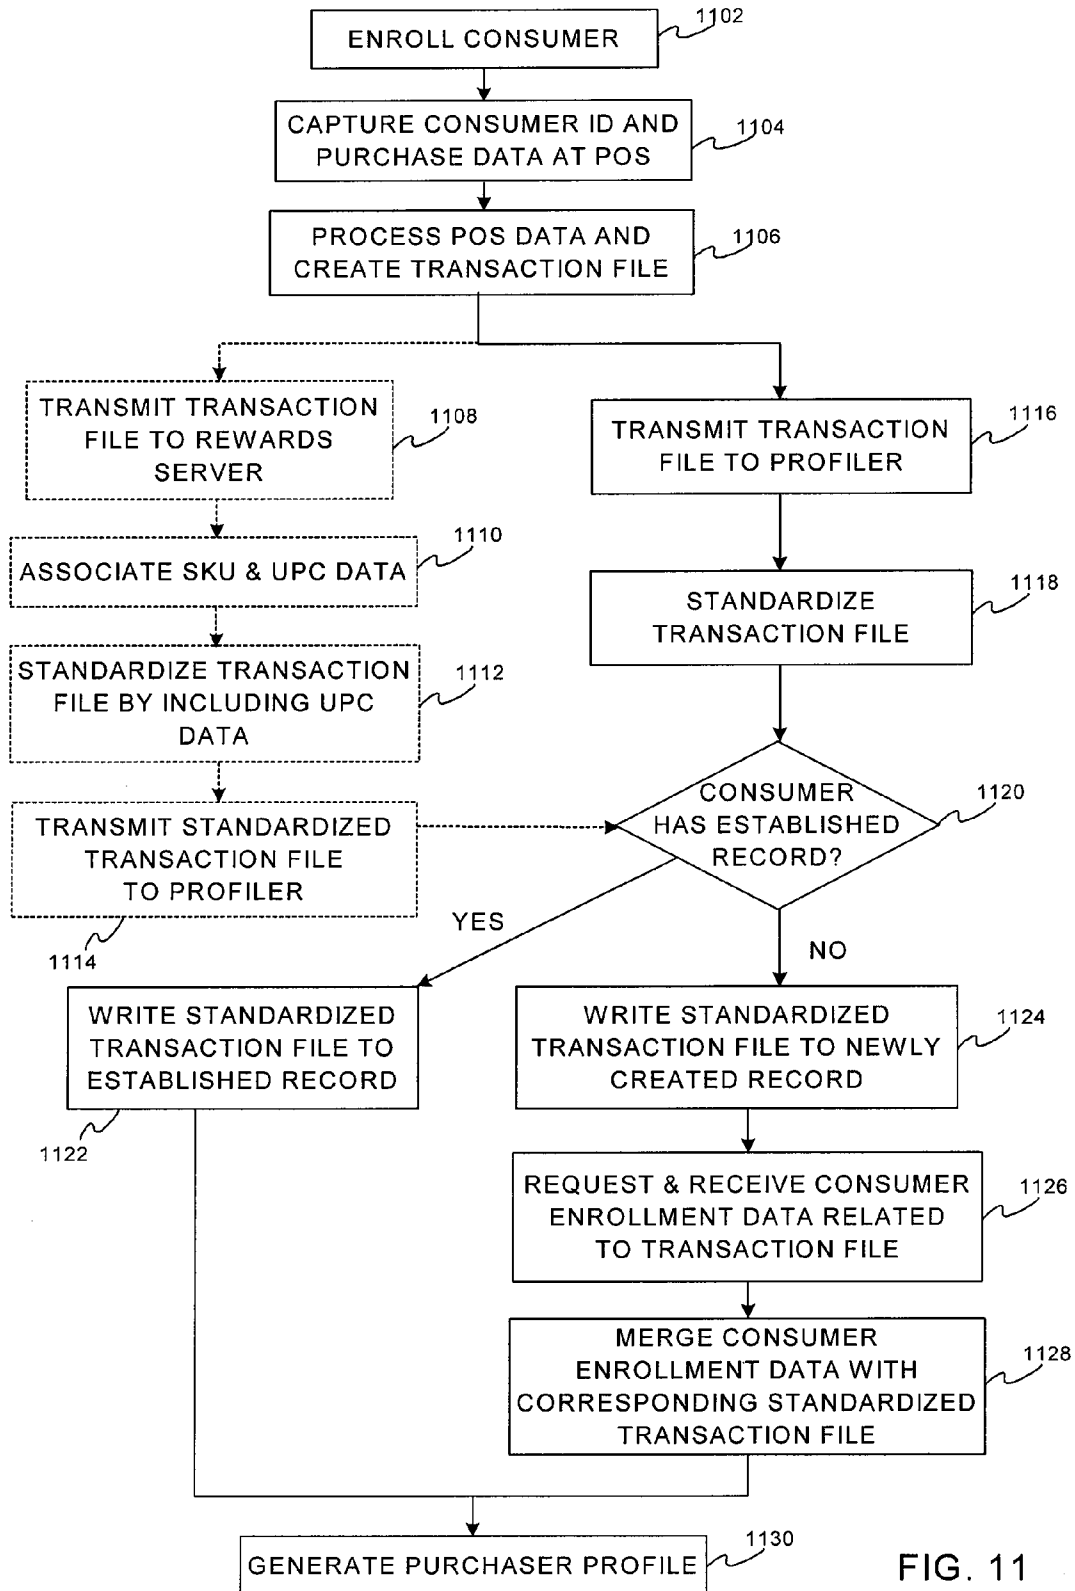 ENROLL CONSUMER
1102
CAPTURE CONSUMER ID AND
PURCHASE DATA AT POS
1104
PROCESS POS DATA AND
CREATE TRANSACTION FILE
1106
TRANSMIT TRANSACTION
FILE TO REWARDS
SERVER
1108
ASSOCIATE SKU & UPC DATA
1110
STANDARDIZE TRANSACTION
FILE BY INCLUDING UPC
DATA
1112
TRANSMIT STANDARDIZED
TRANSACTION FILE
TO PROFILER
1114
TRANSMIT TRANSACTION
FILE TO PROFILER
1116
STANDARDIZE
TRANSACTION FILE
1118
CONSUMER
HAS ESTABLISHED
RECORD?
1120
YES
NO
WRITE STANDARDIZED
TRANSACTION FILE TO
ESTABLISHED RECORD
1122
WRITE STANDARDIZED
TRANSACTION FILE TO NEWLY
CREATED RECORD
1124
REQUEST & RECEIVE CONSUMER
ENROLLMENT DATA RELATED
TO TRANSACTION FILE
1126
MERGE CONSUMER
ENROLLMENT DATA WITH
CORRESPONDING STANDARDIZED
TRANSACTION FILE
1128
GENERATE PURCHASER PROFILE
1130
FIG. 11